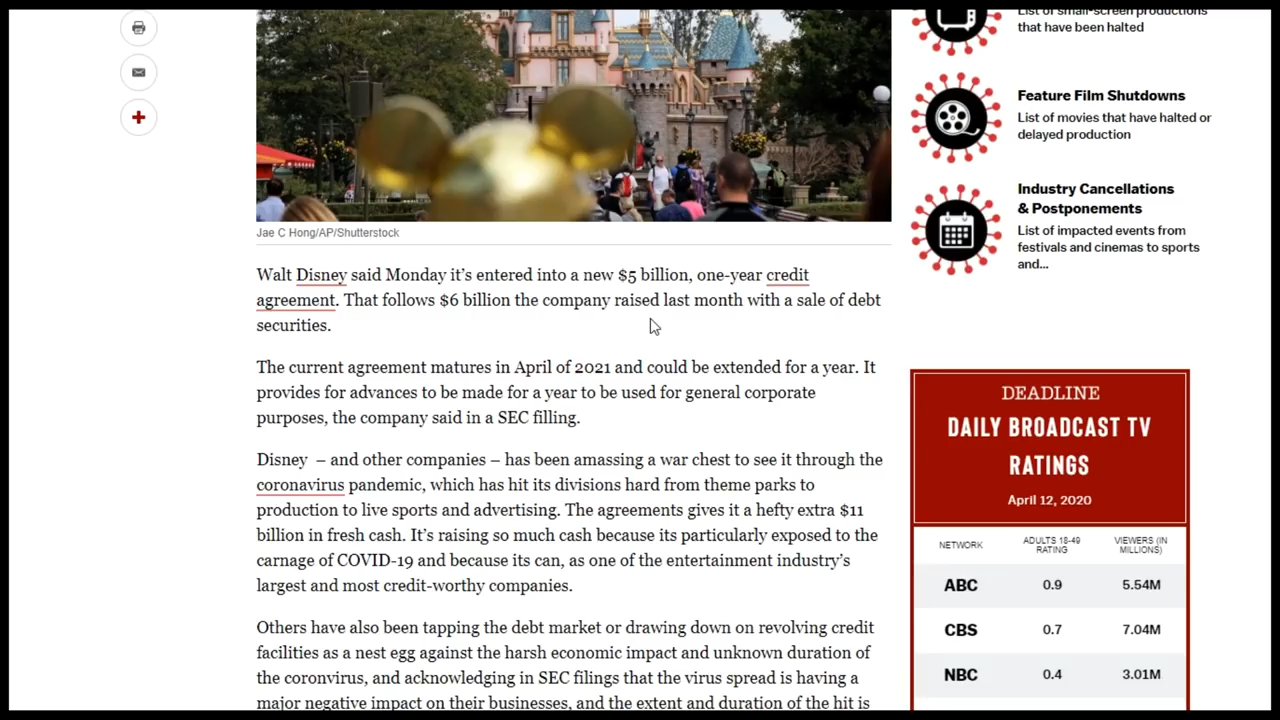 Jae C Hong/AP/Shutterstock
Walt Disney said Monday it’s entered into a new $5 billion, one-year credit
agreement. That follows $6 billion the company raised last month with a sale of debt
securities.
The current agreement matures in April of 2021 and could be extended for a year. It
provides for advances to be made for a year to be used for general corporate
purposes, the company said in a SEC filling.
Disney – and other companies – has been amassing a war chest to see it through the
coronavirus pandemic, which has hit its divisions hard from theme parks to
production to live sports and advertising. The agreements gives it a hefty extra $11
billion in fresh cash. It’s raising so much cash because its particularly exposed to the
carnage of COVID-19 and because its can, as one of the entertainment industry’s
largest and most credit-worthy companies.
Others have also been tapping the debt market or drawing down on revolving credit
facilities as a nest egg against the harsh economic impact and unknown duration of
the coronvirus, and acknowledging in SEC filings that the virus spread is having a
major negative impact on their businesses, and the extent and duration of the hit is
List of small-screen productions
that have been halted
Feature Film Shutdowns
List of movies that have halted or
delayed production
Industry Cancellations
& Postponements
List of impacted events from
festivals and cinemas to sports
and...
DEADLINE
DAILY BROADCAST TV
RATINGS
April 12, 2020
NETWORK ADULTS 18-49 RATING VIEWERS (IN MILLIONS)
ABC 0.9 5.54M
CBS 0.7 7.04M
NBC 0.4 3.01M